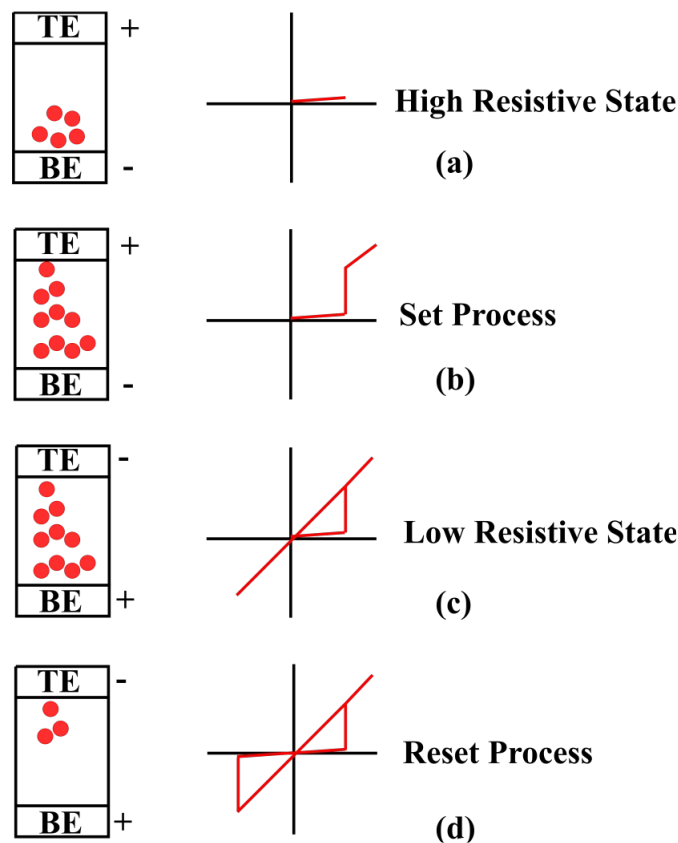 TE +
High Resistive State
BE -
(a)
TE +
Set Process
BE -
(b)
TE -
Low Resistive State
BE +
(c)
TE -
Reset Process
BE +
(d)